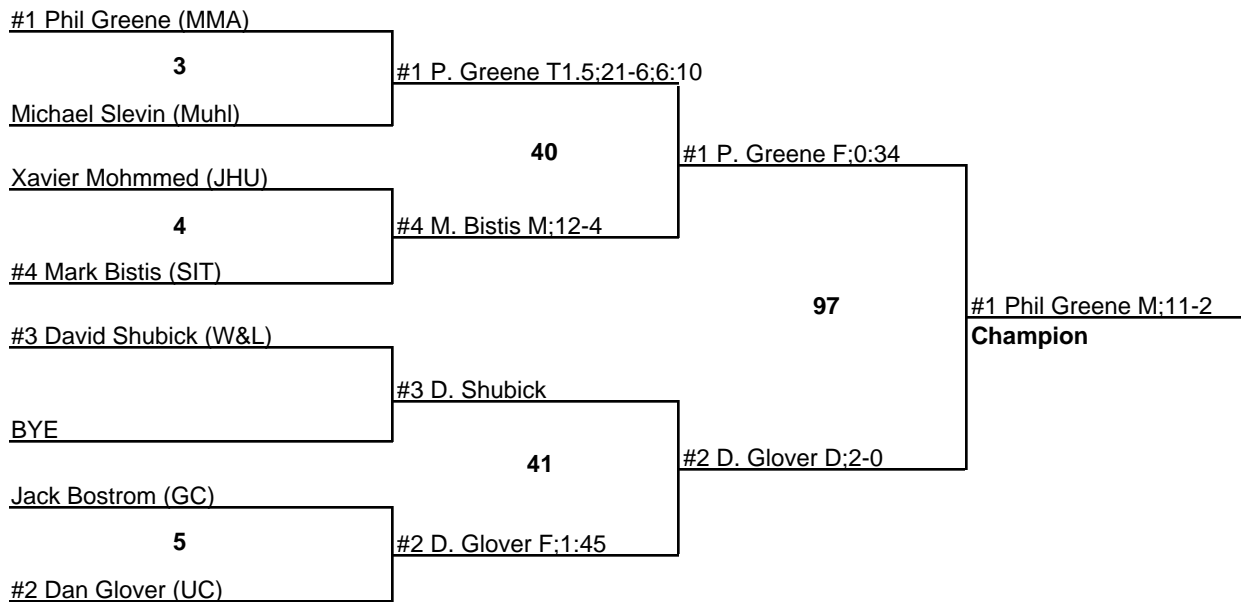 #1 Phil Greene (MMA)
3
Michael Slevin (Muhl)
#1 P. Greene T1.5;21-6;6:10
40
Xavier Mohmmed (JHU)
4
#4 Mark Bistis (SIT)
#4 M. Bistis M;12-4
#1 P. Greene F;0:34
97
#3 David Shubick (W&L)
BYE
#3 D. Shubick
41
Jack Bostrom (GC)
5
#2 Dan Glover (UC)
#2 D. Glover F;1:45
#2 D. Glover D;2-0
#1 Phil Greene M;11-2
Champion